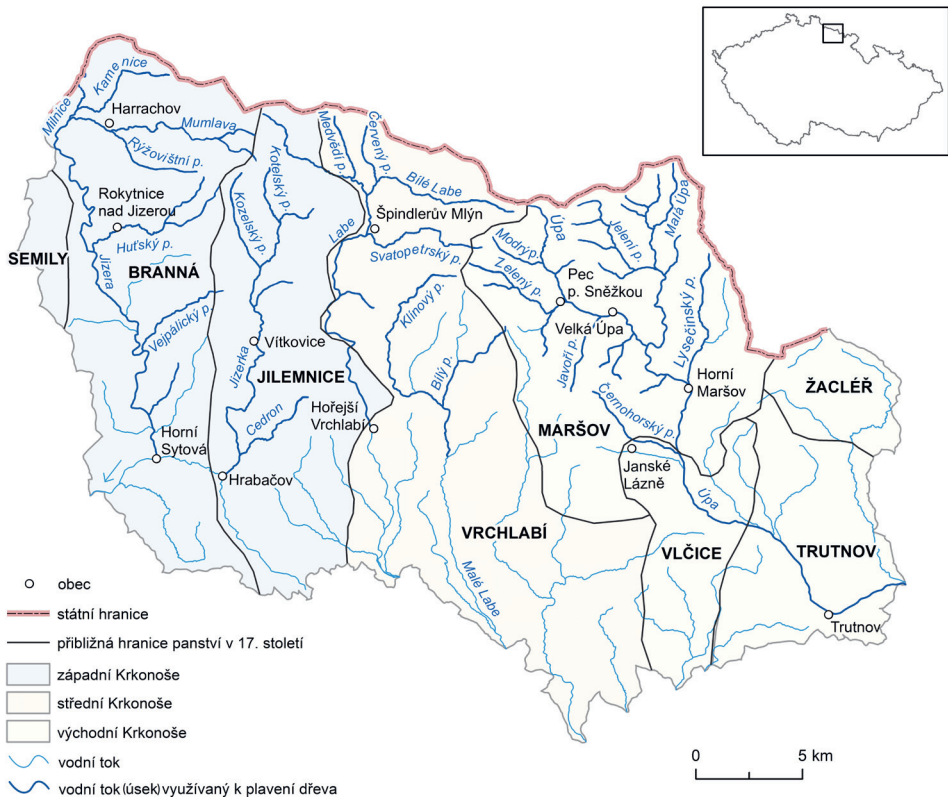 Kamenice
Milnice
Harrachov
Mumlava
Rýžovištní p.
Rokytnice
nad Jizerou
Huťský p.
SEMILY
Jizera
BRANNÁ
Vejpálický p.
Horní
Sytová
Kotelský p.
Kozelský p.
Vítkovice
Jizerka
JILEMNICE
Cedron
Hořejší
Vrchlabí
Hrabačov
Medvědí p.
Červený p.
Bílé Labe
Labe
Špindlerův Mlýn
Svatopetrský p.
Klínový p.
Bílý p.
VRCHLABÍ
Malé Labe
Úpa
Modrý p.
Zelený p.
Jelení p.
Malá Úpa
Pec
p. Sněžkou
Velká Úpa
Lysečinský p.
Javoří p.
Horní
Maršov
Černohorský p.
MARŠOV
Janské
Lázně
ŽACLÉŘ
Úpa
VLČICE
TRUTNOV
Trutnov
obec
státní hranice
přibližná hranice panství v 17. století
západní Krkonoše
střední Krkonoše
východní Krkonoše
vodní tok
vodní tok (úsek) využívaný k plavení dřeva
0 5 km